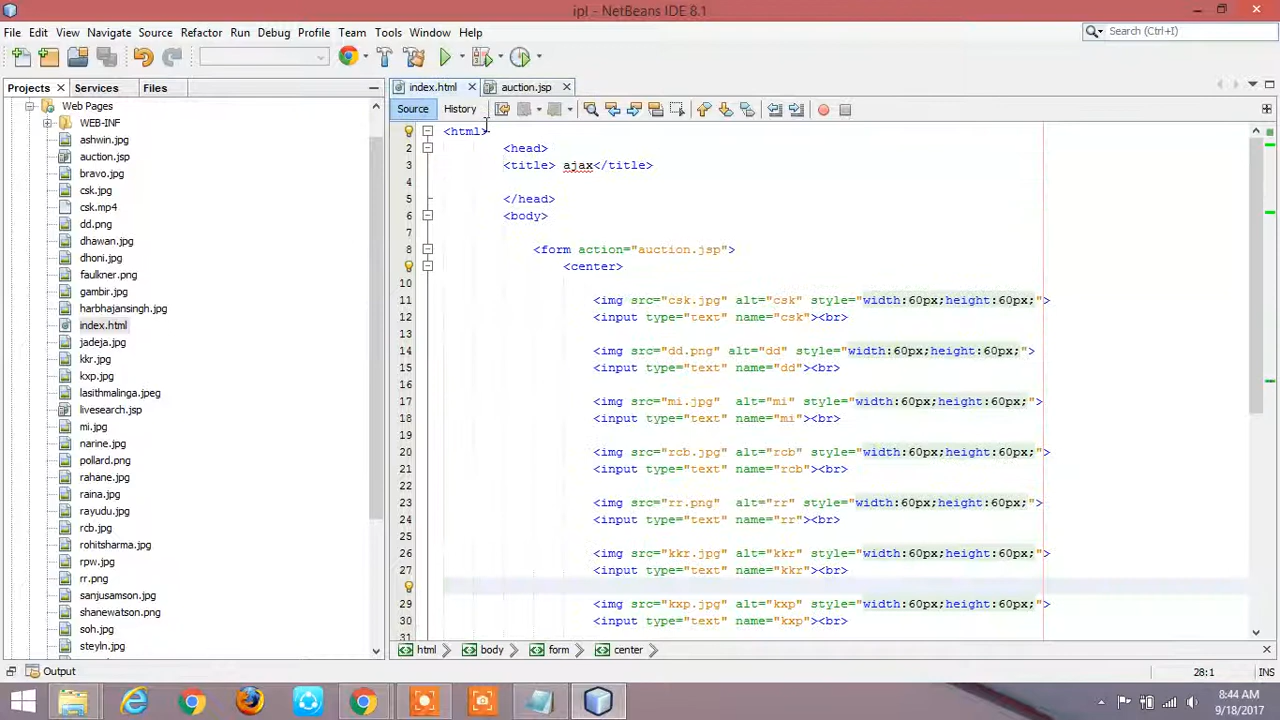 ipl - NetBeans IDE 8.1
File Edit View Navigate Source Refactor Run Debug Profile Team Tools Window Help
Search (Ctrl+I)
Projects Services Files
index.html auction.jsp
Source History
Web Pages
WEB-INF
ashwin.jpg
auction.jsp
bravo.jpg
csk.jpg
csk.mp4
dd.png
dhawan.jpg
dhoni.jpg
faulkner.png
gambir.jpg
harbhajansingh.jpg
index.html
jadeja.jpg
kkr.jpg
kxp.jpg
lasithmalinga.jpeg
livesearch.jsp
mi.jpg
narine.jpg
pollard.png
rahane.jpg
raina.jpg
rayudu.jpg
rcb.jpg
rohitsharma.jpg
rpw.jpg
rr.png
sanjusamson.jpg
shanewatson.png
soh.jpg
steyln.jpg
<html>
2 <head>
3 <title> ajax</title>
4
5 </head>
6 <body>
7
8 <form action="auction.jsp">
<center>
10
11 <img src="csk.jpg" alt="csk" style="width:60px;height:60px;">
12 <input type="text" name="csk"><br>
13
14 <img src="dd.png" alt="dd" style="width:60px;height:60px;">
15 <input type="text" name="dd"><br>
16
17 <img src="mi.jpg" alt="mi" style="width:60px;height:60px;">
18 <input type="text" name="mi"><br>
19
20 <img src="rcb.jpg" alt="rcb" style="width:60px;height:60px;">
21 <input type="text" name="rcb"><br>
22
23 <img src="rr.png" alt="rr" style="width:60px;height:60px;">
24 <input type="text" name="rr"><br>
25
26 <img src="kkr.jpg" alt="kkr" style="width:60px;height:60px;">
27 <input type="text" name="kkr"><br>
29 <img src="kxp.jpg" alt="kxp" style="width:60px;height:60px;">
30 <input type="text" name="kxp"><br>
31
html body form center
Output
28:1 INS
8:44 AM
9/18/2017